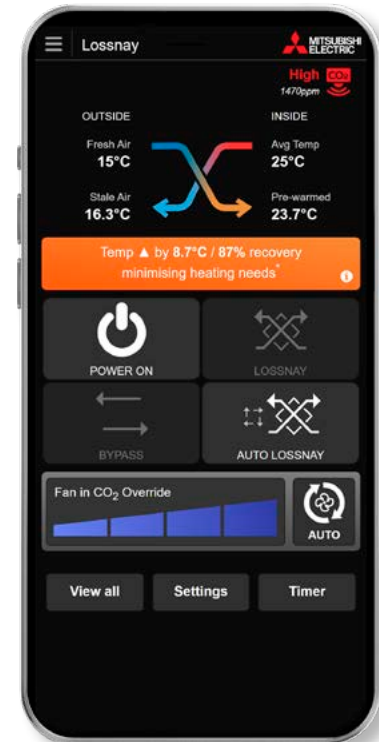 Lossnay
MITSUBISHI
ELECTRIC
High CO₂
1470ppm
OUTSIDE
INSIDE
Fresh Air
15°C
Avg Temp
25°C
Stale Air
16.3°C
Pre-warmed
23.7°C
Temp ▲ by 8.7°C / 87% recovery
minimising heating needs*
i
POWER ON
LOSSNAY
BYPASS
AUTO LOSSNAY
Fan in CO₂ Override
AUTO
View all
Settings
Timer